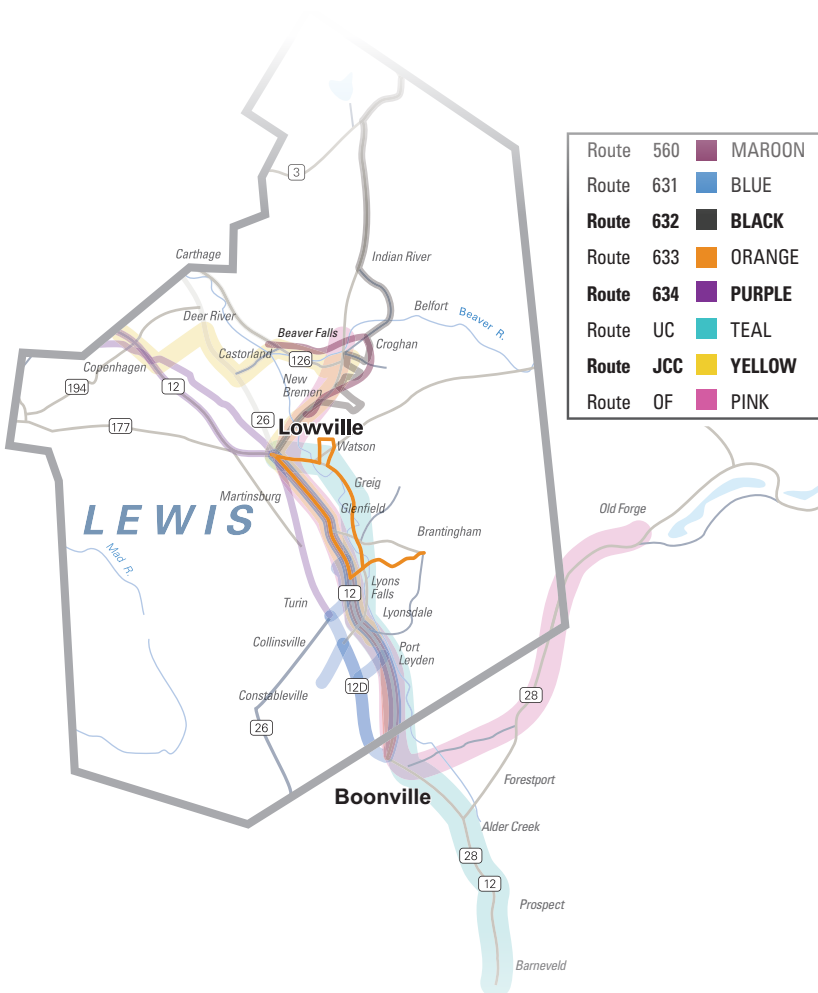 Route 560 MAROON
Route 631 BLUE
Route 632 BLACK
Route 633 ORANGE
Route 634 PURPLE
Route UC TEAL
Route JCC YELLOW
Route OF PINK
3
Carthage
Indian River
Deer River
Belfort
Beaver R.
Beaver Falls
Croghan
Castorland
126
Copenhagen
194
12
New
Bremen
177
26
Lowville
Watson
Martinsburg
Greig
Glenfield
LEWIS
Brantingham
Old Forge
Mad R.
12
Lyons
Falls
Turin
Lyonsdale
Collinsville
Port
Leyden
12D
Constableville
26
28
Boonville
Forestport
Alder Creek
28
12
Prospect
Barneveld